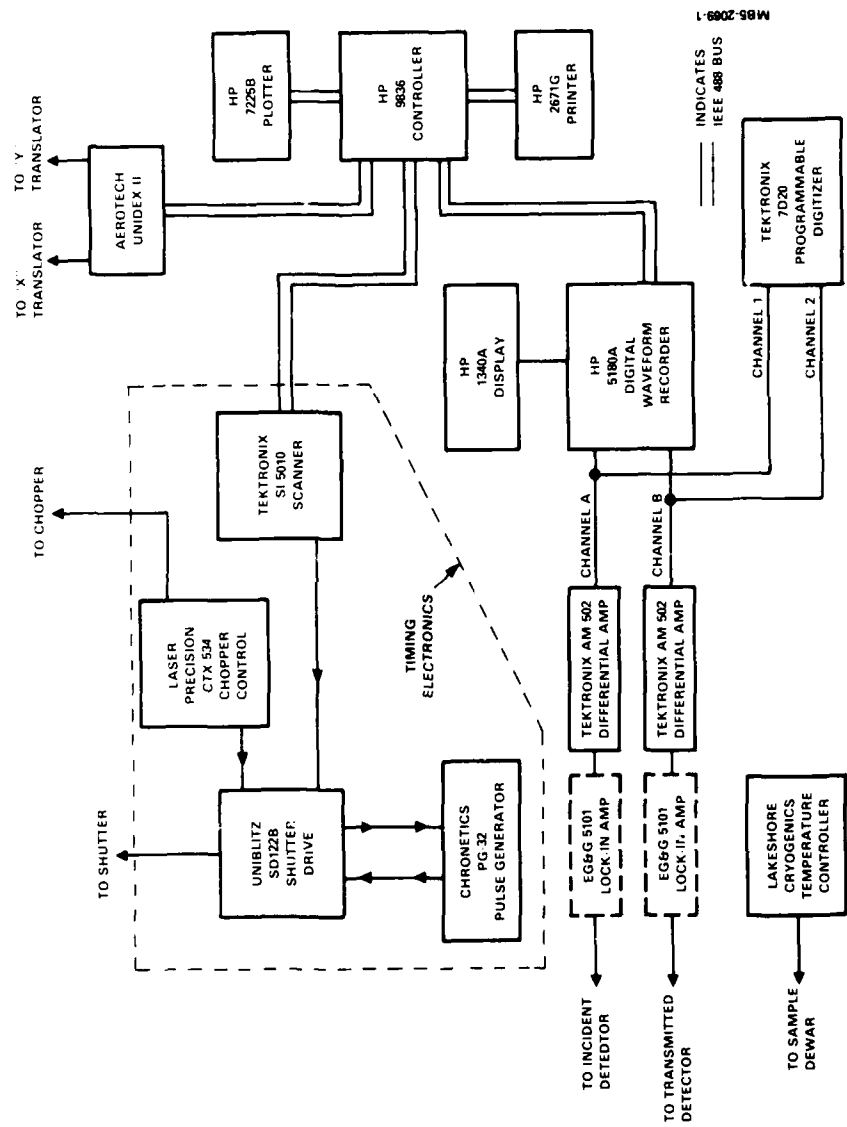 TO "X"
TRANSLATOR
TO "Y"
TRANSLATOR
AEROTECH
UNIDEX II
HP
7225B
PLOTTER
HP
9836
CONTROLLER
HP
2671G
PRINTER
TO SHUTTER
TO CHOPPER
LASER
PRECISION
CTX 534
CHOPPER
CONTROL
TEKTRONIX
SI 5010
SCANNER
UNIBLITZ
SD122B
SHUTTER
DRIVE
CHRONETICS
PG-32
PULSE GENERATOR
TIMING
ELECTRONICS
HP
1340A
DISPLAY
HP
5180A
DIGITAL
WAVEFORM
RECORDER
INDICATES
IEEE 488 BUS
TO INCIDENT
DETEDTOR
EG&G 5101
LOCK-IN AMP
TEKTRONIX AM 502
DIFFERENTIAL AMP
CHANNEL A
TO TRANSMITTED
DETECTOR
EG&G 5101
LOCK-IN AMP
TEKTRONIX AM 502
DIFFERENTIAL AMP
CHANNEL B
CHANNEL 1
CHANNEL 2
TEKTRONIX
7D20
PROGRAMMABLE
DIGITIZER
TO SAMPLE
DEWAR
LAKESHORE
CRYOGENICS
TEMPERATURE
CONTROLLER